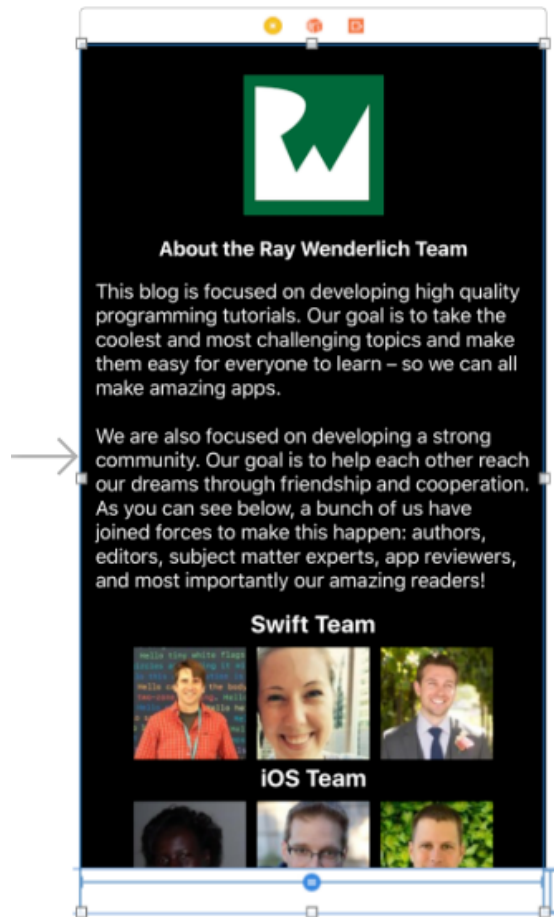 About the Ray Wenderlich Team
This blog is focused on developing high quality
programming tutorials. Our goal is to take the
coolest and most challenging topics and make
them easy for everyone to learn – so we can all
make amazing apps.
We are also focused on developing a strong
community. Our goal is to help each other reach
our dreams through friendship and cooperation.
As you can see below, a bunch of us have
joined forces to make this happen: authors,
editors, subject matter experts, app reviewers,
and most importantly our amazing readers!
Swift Team
Hello tiny white flags
iOS Team